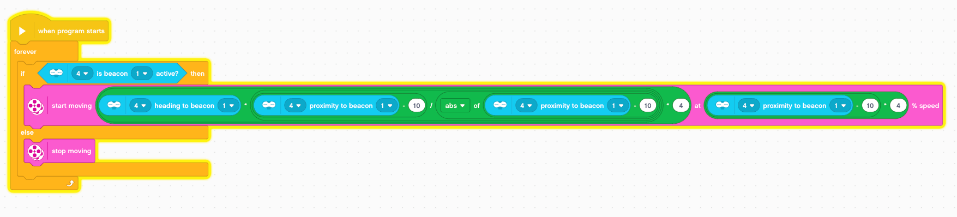 when program starts
forever
if 4 is beacon 1 active? then
start moving 4 heading to beacon 1 * 4 proximity to beacon 1 - 10 / abs of 4 proximity to beacon 1 - 10 * 4 at 4 proximity to beacon 1 - 10 * 4 % speed
else
stop moving